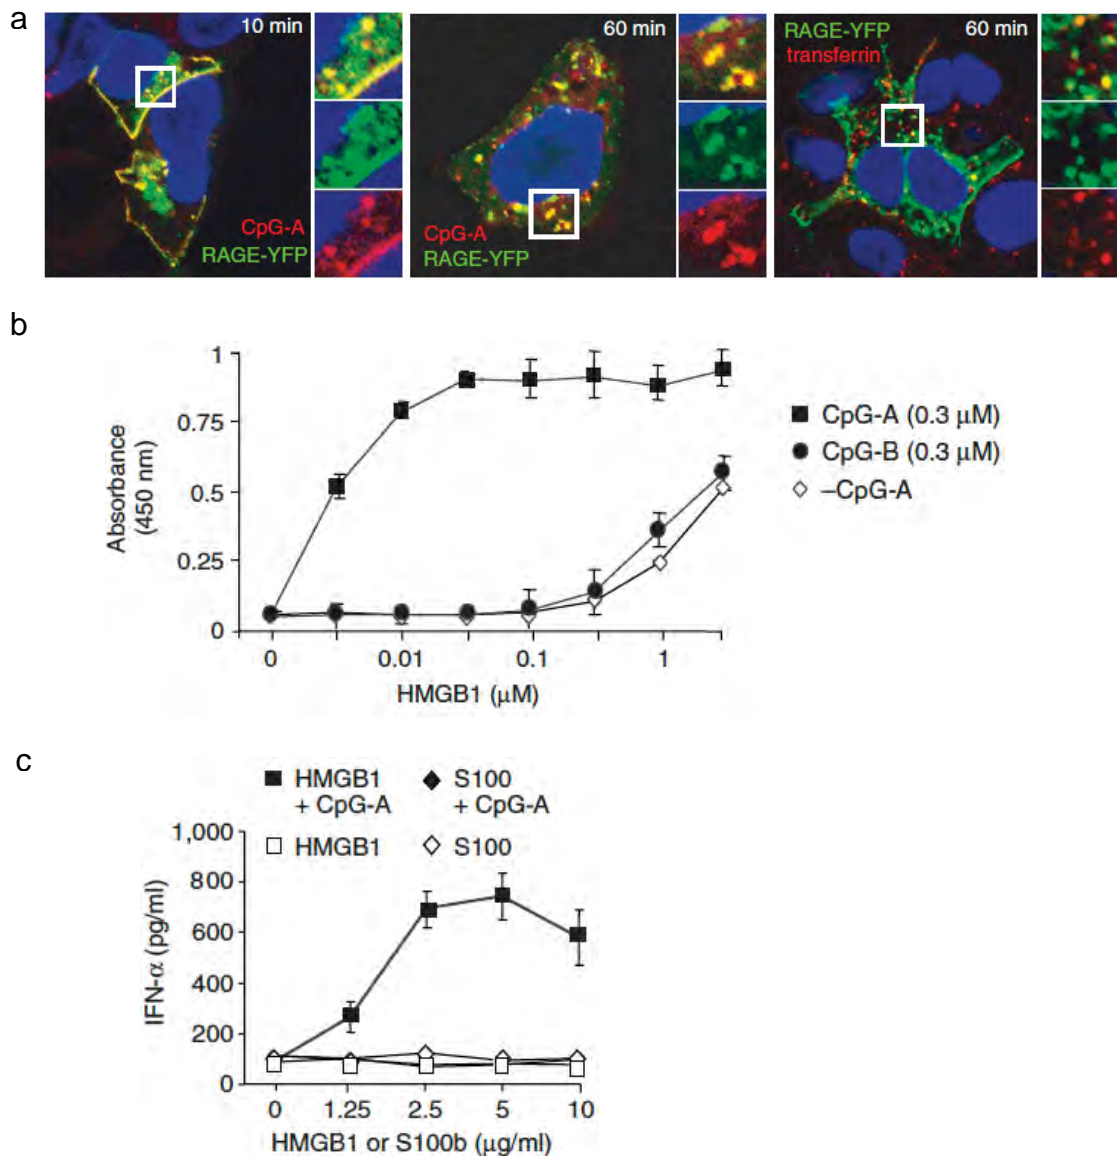 a
10 min
CpG-A
RAGE-YFP
60 min
CpG-A
RAGE-YFP
RAGE-YFP
60 min
transferrin
b
1
0.75
0.5
0.25
0
Absorbance
(450 nm)
0
0.01
0.1
1
HMGB1 (μM)
CpG-A (0.3 μM)
CpG-B (0.3 μM)
–CpG-A
c
HMGB1
+ CpG-A
S100
+ CpG-A
HMGB1
S100
1,000
800
600
400
200
0
IFN-α (pg/ml)
0
1.25
2.5
5
10
HMGB1 or S100b (μg/ml)